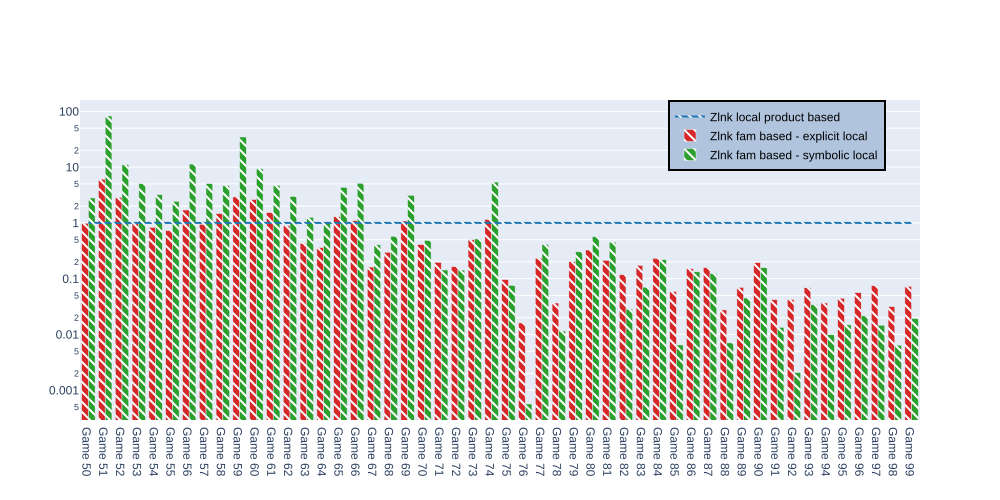 Zlnk local product based
Zlnk fam based - explicit local
Zlnk fam based - symbolic local
100
5
2
10
5
2
1
5
2
0.1
5
2
0.01
5
2
0.001
5
Game 50
Game 51
Game 52
Game 53
Game 54
Game 55
Game 56
Game 57
Game 58
Game 59
Game 60
Game 61
Game 62
Game 63
Game 64
Game 65
Game 66
Game 67
Game 68
Game 69
Game 70
Game 71
Game 72
Game 73
Game 74
Game 75
Game 76
Game 77
Game 78
Game 79
Game 80
Game 81
Game 82
Game 83
Game 84
Game 85
Game 86
Game 87
Game 88
Game 89
Game 90
Game 91
Game 92
Game 93
Game 94
Game 95
Game 96
Game 97
Game 98
Game 99